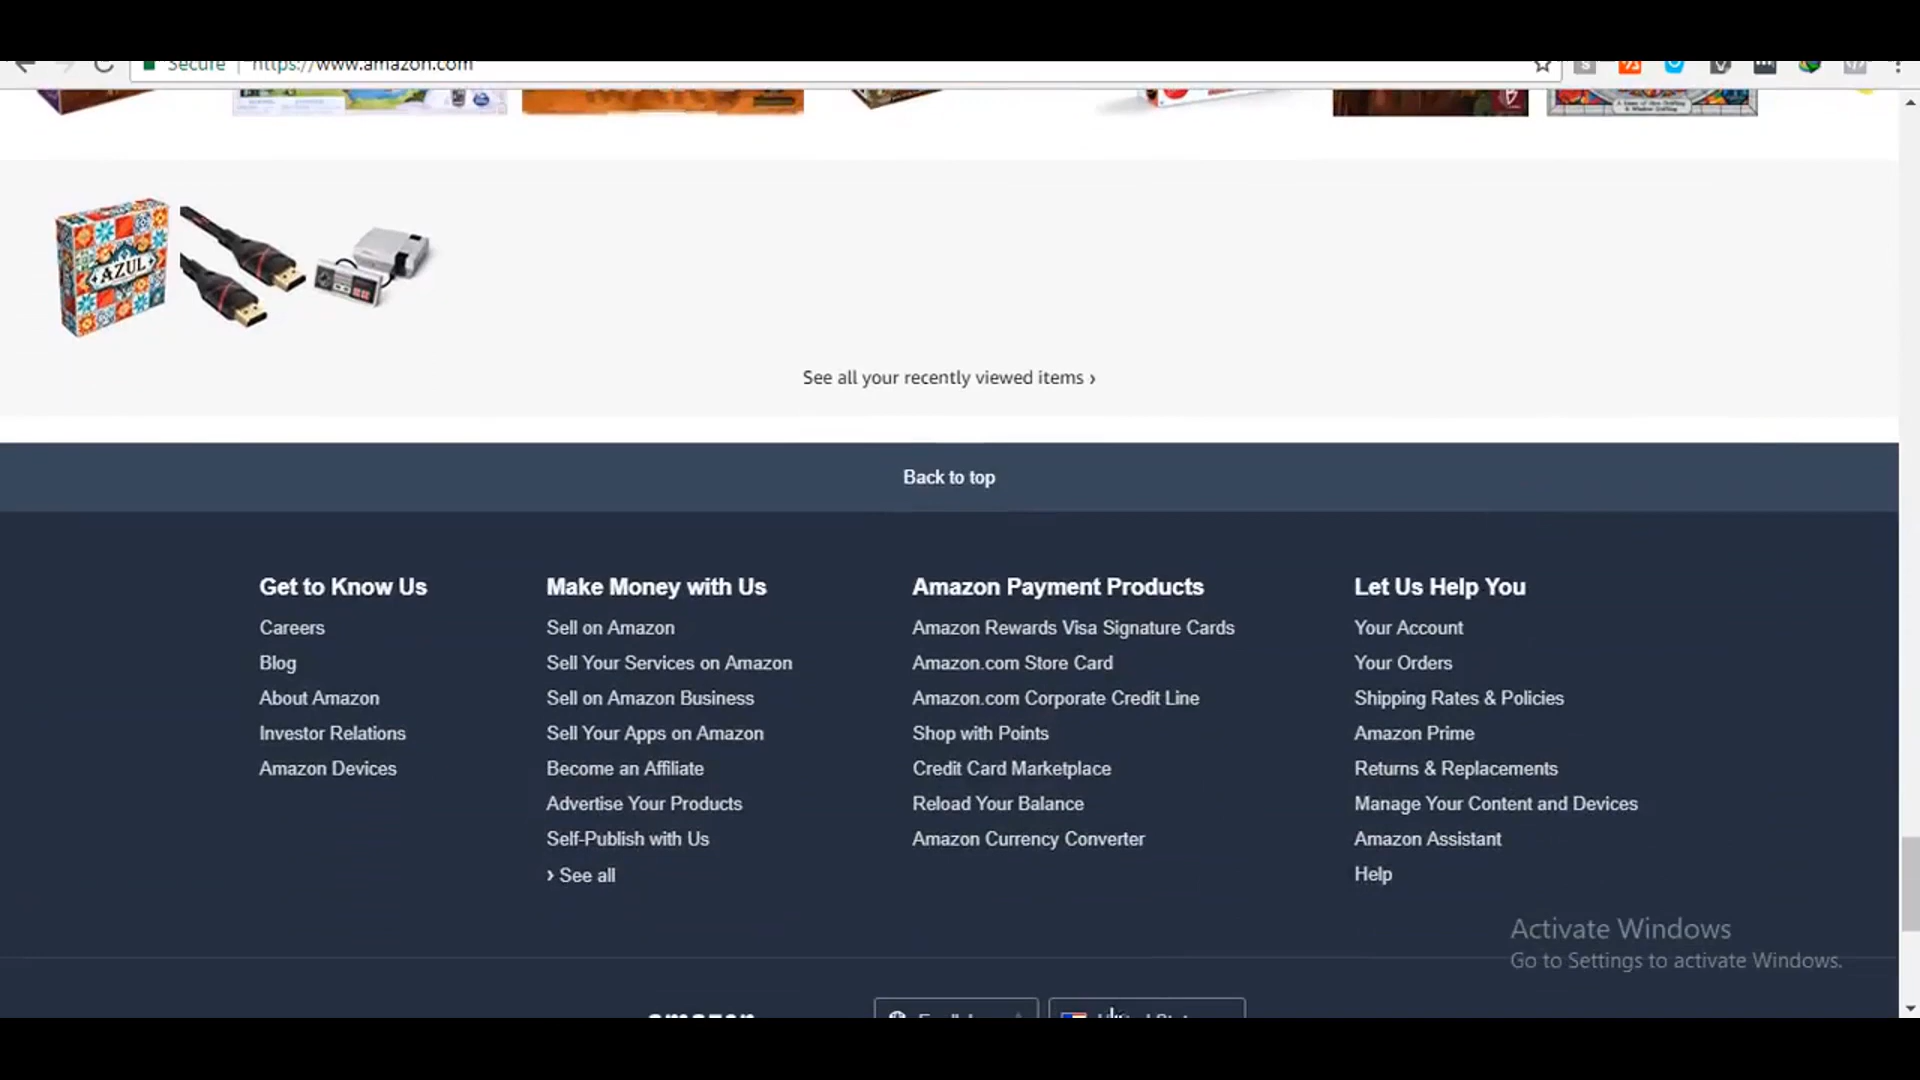 Secure | https://www.amazon.com
AZUL
See all your recently viewed items ›
Back to top
Get to Know Us
Careers
Blog
About Amazon
Investor Relations
Amazon Devices
Make Money with Us
Sell on Amazon
Sell Your Services on Amazon
Sell on Amazon Business
Sell Your Apps on Amazon
Become an Affiliate
Advertise Your Products
Self-Publish with Us
› See all
Amazon Payment Products
Amazon Rewards Visa Signature Cards
Amazon.com Store Card
Amazon.com Corporate Credit Line
Shop with Points
Credit Card Marketplace
Reload Your Balance
Amazon Currency Converter
Let Us Help You
Your Account
Your Orders
Shipping Rates & Policies
Amazon Prime
Returns & Replacements
Manage Your Content and Devices
Amazon Assistant
Help
Activate Windows
Go to Settings to activate Windows.
amazon